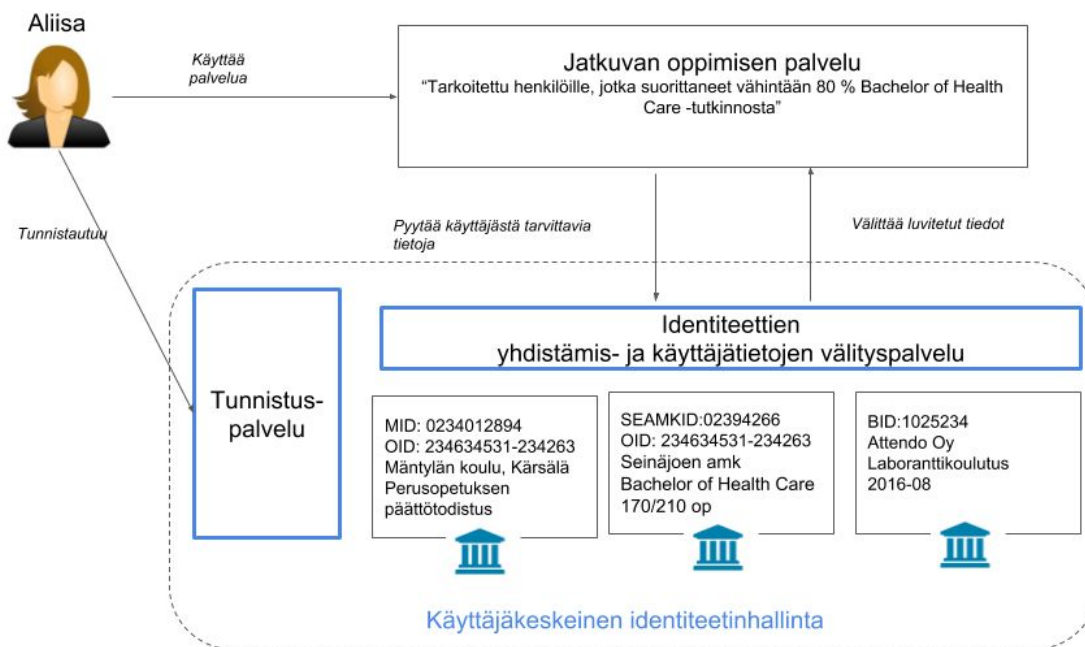 Aliisa
Käyttää
palvelua
Jatkuvan oppimisen palvelu
“Tarkoitettu henkilöille, jotka suorittaneet vähintään 80 % Bachelor of Health
Care -tutkinnosta”
Tunnistautuu
Pyytää käyttäjästä tarvittavia
tietoja
Välittää luvitetut tiedot
Identiteettien
yhdistämis- ja käyttäjätietojen välityspalvelu
Tunnistus-
palvelu
MID: 0234012894
OID: 234634531-234263
Mäntylän koulu, Kärsälä
Perusopetuksen
päättötodistus
SEAMKID:02394266
OID: 234634531-234263
Seinäjoen amk
Bachelor of Health Care
170/210 op
BID:1025234
Attendo Oy
Laboranttikoulutus
2016-08
Käyttäjäkeskeinen identiteetinhallinta